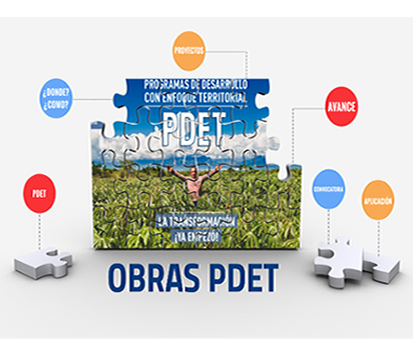 PROYECTOS
¿DONDE?
¿COMO?
PROGRAMAS DE DESARROLLO
CON ENFOQUE TERRITORIAL
PDET
AVANCE
PDET
CONVOCATORIA
APLICACIÓN
LA TRANSFORMACIÓN
¡YA EMPEZÓ!
OBRAS PDET